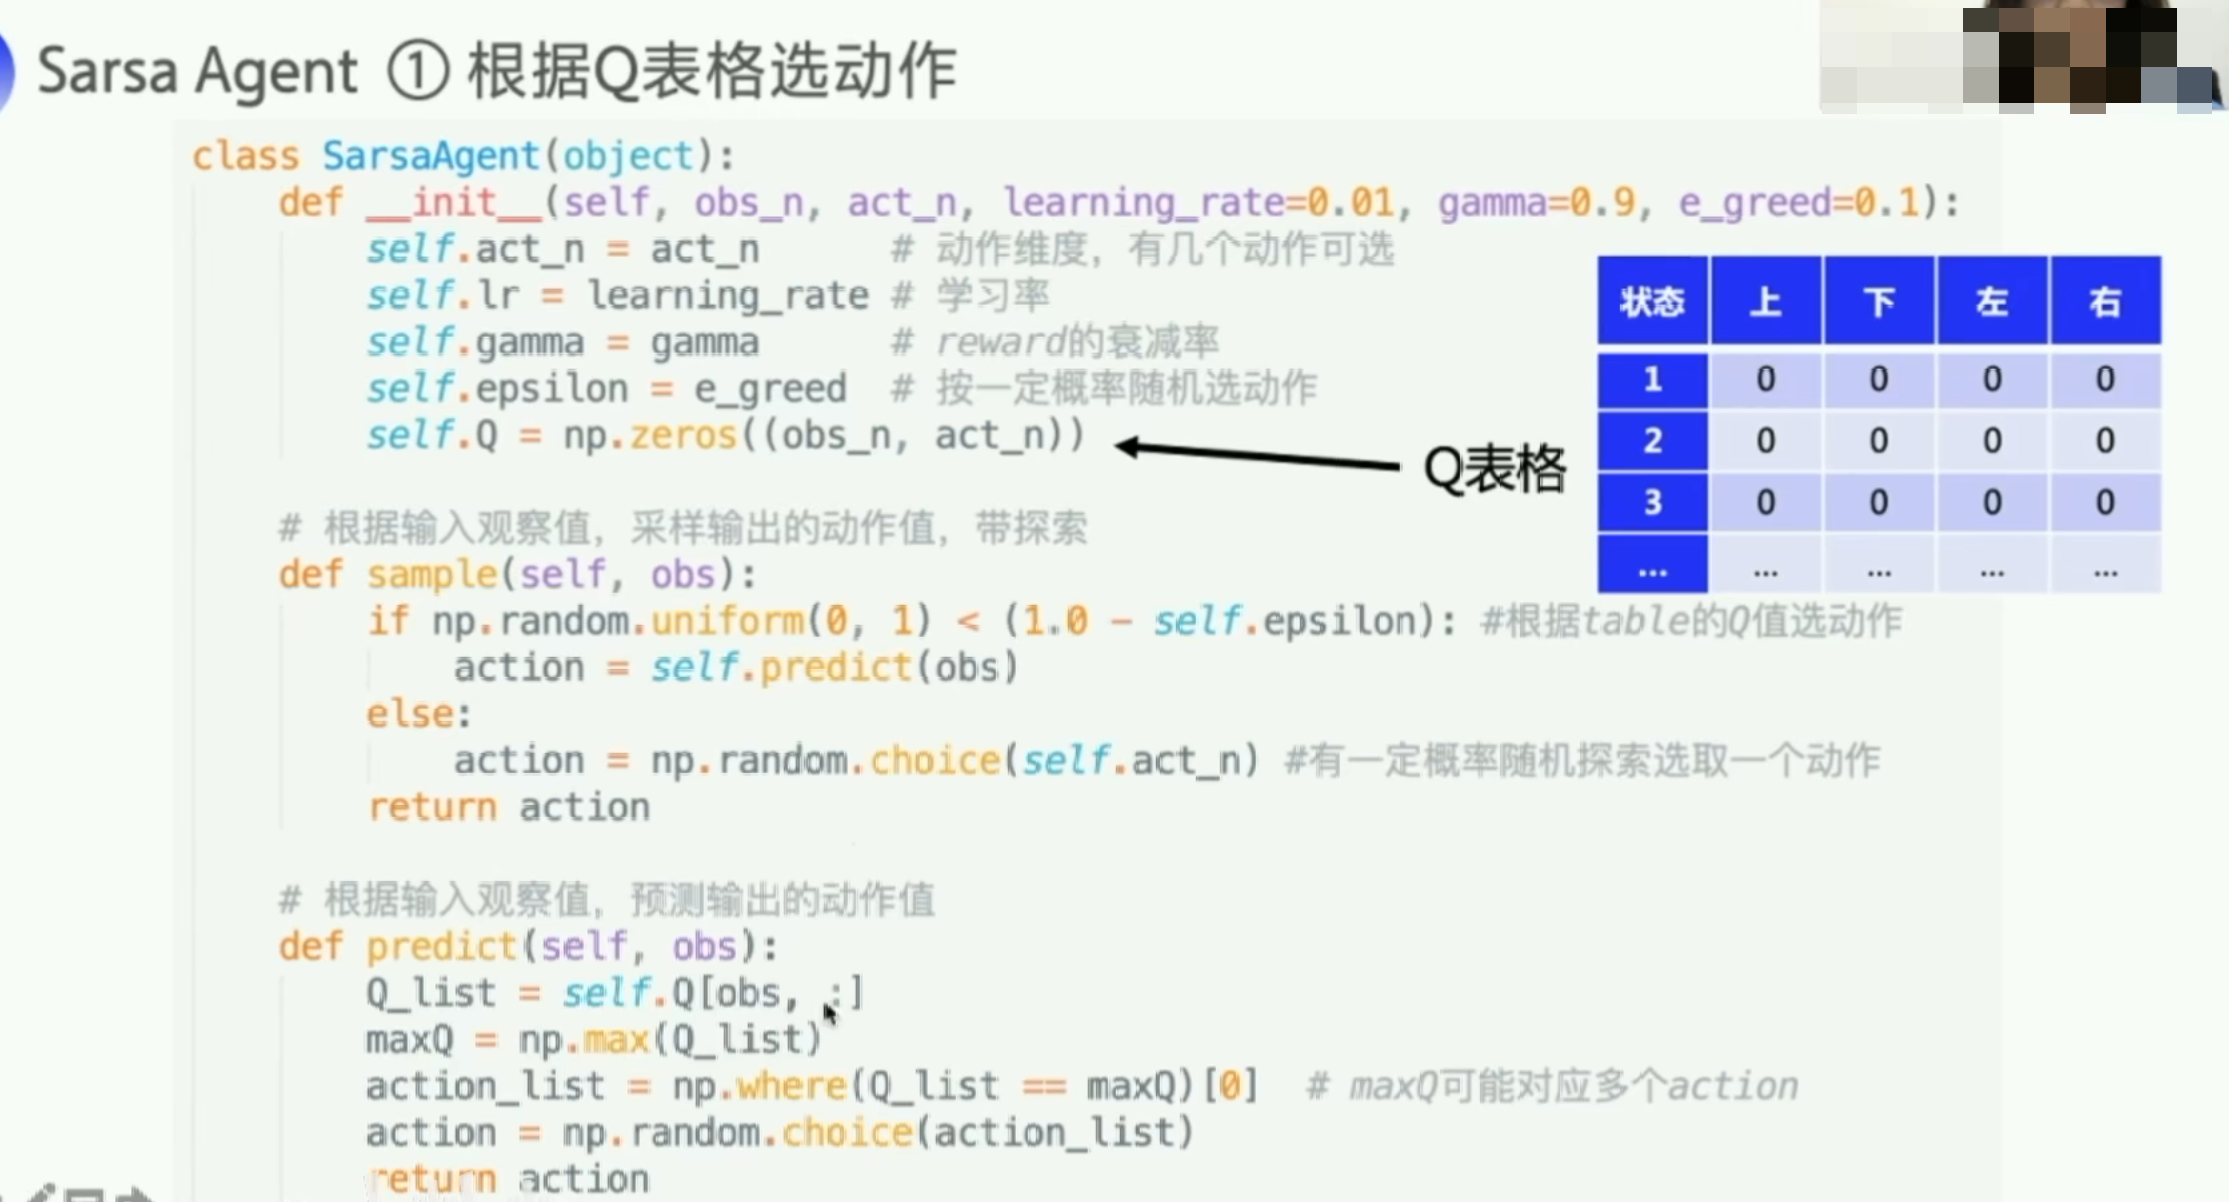 Sarsa Agent ① 根据Q表格选动作
class SarsaAgent(object):
def __init__(self, obs_n, act_n, learning_rate=0.01, gamma=0.9, e_greed=0.1):
self.act_n = act_n # 动作维度，有几个动作可选
self.lr = learning_rate # 学习率
self.gamma = gamma # reward的衰减率
self.epsilon = e_greed # 按一定概率随机选动作
self.Q = np.zeros((obs_n, act_n))
Q表格
状态 上 下 左 右
1 0 0 0 0
2 0 0 0 0
3 0 0 0 0
... ... ... ... ...
# 根据输入观察值，采样输出的动作值，带探索
def sample(self, obs):
if np.random.uniform(0, 1) < (1.0 - self.epsilon): #根据table的Q值选动作
action = self.predict(obs)
else:
action = np.random.choice(self.act_n) #有一定概率随机探索选取一个动作
return action
# 根据输入观察值，预测输出的动作值
def predict(self, obs):
Q_list = self.Q[obs, :]
maxQ = np.max(Q_list)
action_list = np.where(Q_list == maxQ)[0] # maxQ可能对应多个action
action = np.random.choice(action_list)
return action